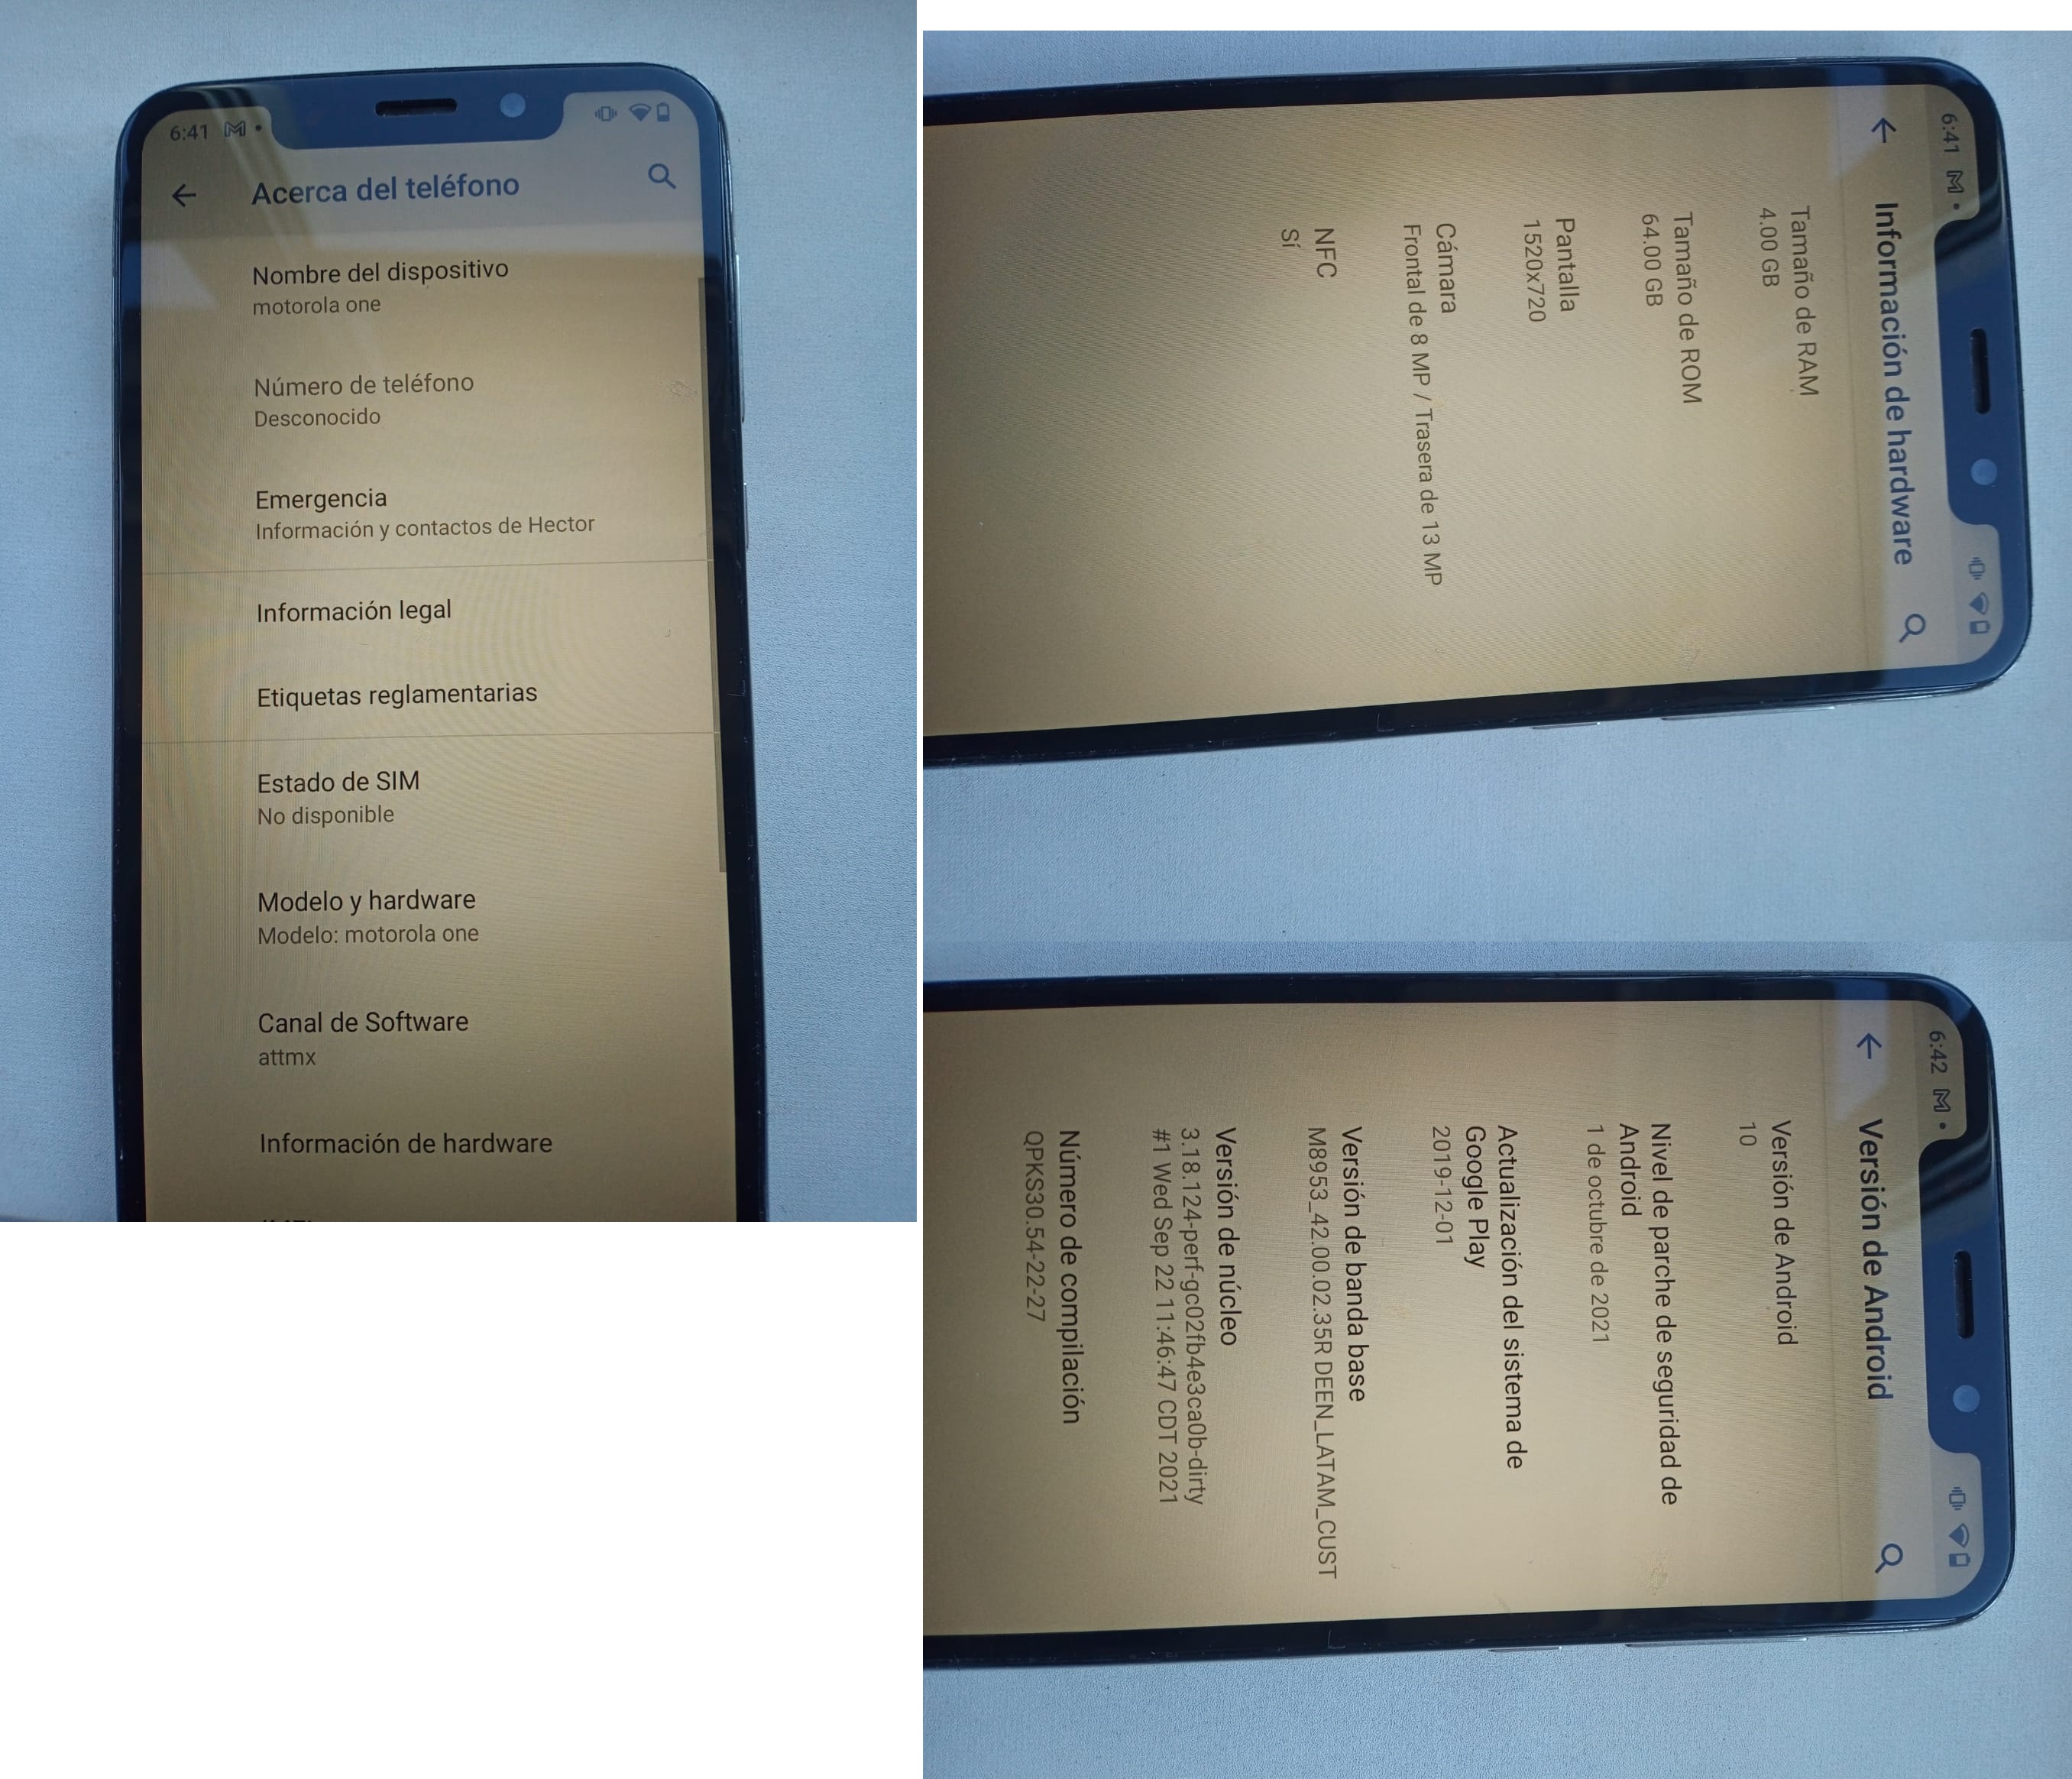 6:41
Acerca del teléfono
Nombre del dispositivo
motorola one
Número de teléfono
Desconocido
Emergencia
Información y contactos de Hector
Información legal
Etiquetas reglamentarias
Estado de SIM
No disponible
Modelo y hardware
Modelo: motorola one
Canal de Software
attmx
Información de hardware
6:41
Información de hardware
Tamaño de RAM
4.00 GB
Tamaño de ROM
64.00 GB
Pantalla
1520x720
Cámara
Frontal de 8 MP / Trasera de 13 MP
NFC
Sí
6:42
Versión de Android
Versión de Android
10
Nivel de parche de seguridad de
Android
1 de octubre de 2021
Actualización del sistema de
Google Play
2019-12-01
Versión de banda base
M8953_42.00.02.35R DEEN_LATAM_CUST
Versión de núcleo
3.18.124-perf-gc02fb4e3ca0b-dirty
#1 Wed Sep 22 11:46:47 CDT 2021
Número de compilación
QPKS30.54-22-27